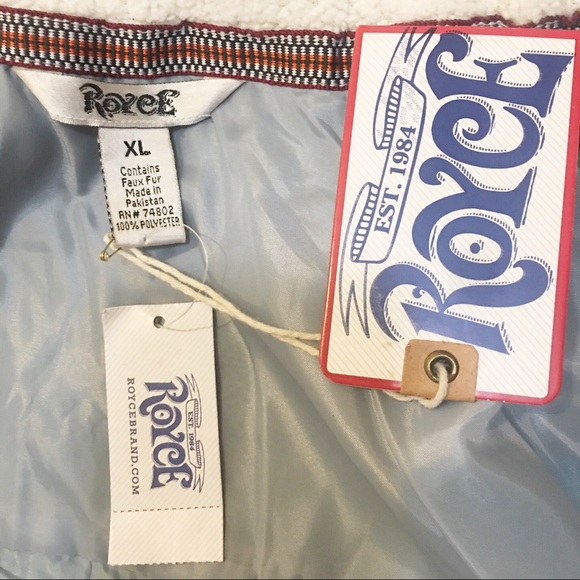 ROYCE
XL
Contains
Faux Fur
Made in
Pakistan
RN# 74802
100% POLYESTER
ROYCE
EST. 1984
ROYCE
EST. 1984
ROYCEBRAND.COM